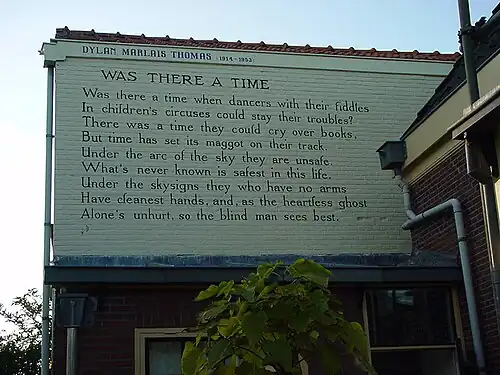 DYLAN MARLAIS THOMAS (1914-1953)
WAS THERE A TIME
Was there a time when dancers with their fiddles
In children's circuses could stay their troubles?
There was a time they could cry over books,
But time has set its maggot on their track.
Under the arc of the sky they are unsafe.
What's never known is safest in this life.
Under the skysigns they who have no arms
Have cleanest hands, and, as the heartless ghost
Alone's unhurt, so the blind man sees best.